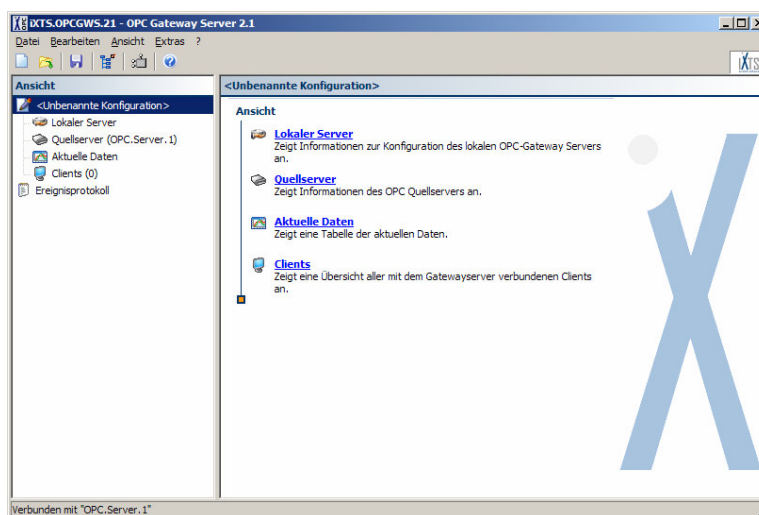 iXTS.OPCGWS.21 - OPC Gateway Server 2.1
Datei Bearbeiten Ansicht Extras ?
iXTS
Ansicht
<Unbenannte Konfiguration>
Lokaler Server
Quellserver (OPC.Server.1)
Aktuelle Daten
Clients (0)
Ereignisprotokoll
<Unbenannte Konfiguration>
Ansicht
Lokaler Server
Zeigt Informationen zur Konfiguration des lokalen OPC-Gateway Servers
an.
Quellserver
Zeigt Informationen des OPC Quellservers an.
Aktuelle Daten
Zeigt eine Tabelle der aktuellen Daten.
Clients
Zeigt eine Übersicht aller mit dem Gatewayserver verbundenen Clients
an.
Verbunden mit "OPC.Server.1"